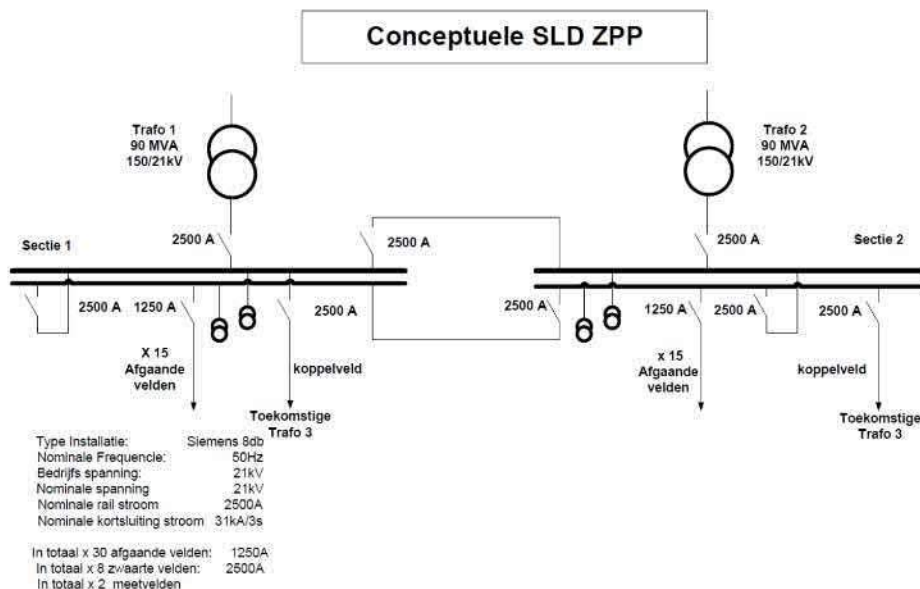 Conceptuele SLD ZPP
Trafo 1
90 MVA
150/21kV
Trafo 2
90 MVA
150/21kV
Sectie 1
2500 A
2500 A
2500 A
Sectie 2
2500 A
1250 A
2500 A
2500 A
1250 A
2500 A
2500 A
X 15
Afgaande
velden
koppelveld
x 15
Afgaande
velden
koppelveld
Toekomstige
Trafo 3
Toekomstige
Trafo 3
Type Installatie: Siemens 8db
Nominale Frequencie: 50Hz
Bedrijfs spanning: 21kV
Nominale spanning 21kV
Nominale rail stroom 2500A
Nominale kortsluiting stroom 31kA/3s
In totaal x 30 afgaande velden: 1250A
In totaal x 8 zwaarte velden: 2500A
In totaal x 2 meetvelden